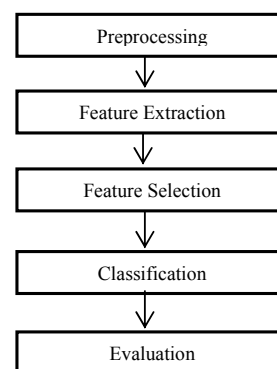 Preprocessing
Feature Extraction
Feature Selection
Classification
Evaluation